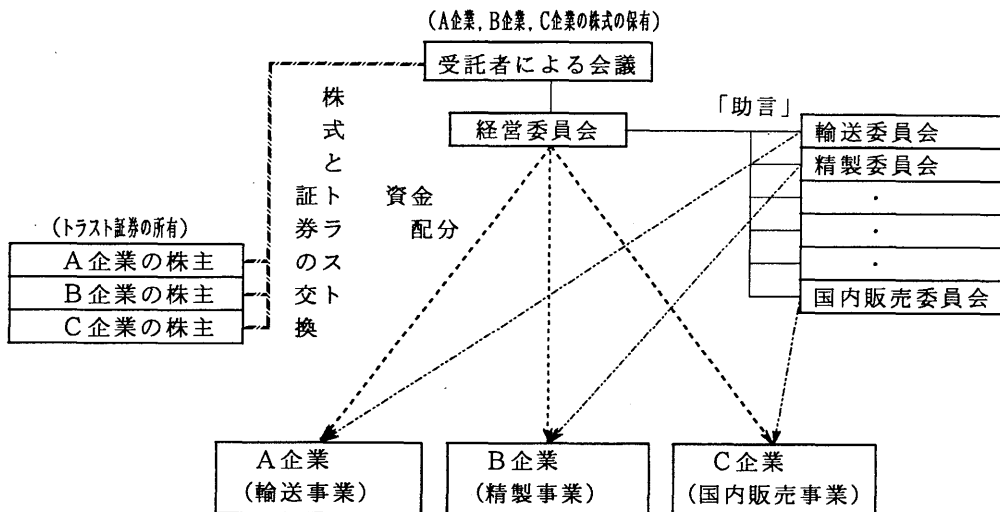 (A企業, B企業, C企業の株式の保有)
受託者による会議
経営委員会
「助言」
輸送委員会
精製委員会
・
・
・
国内販売委員会
株式とトラスト
証券の交換
資金
配分
(トラスト証券の所有)
A企業の株主
B企業の株主
C企業の株主
A企業
(輸送事業)
B企業
(精製事業)
C企業
(国内販売事業)